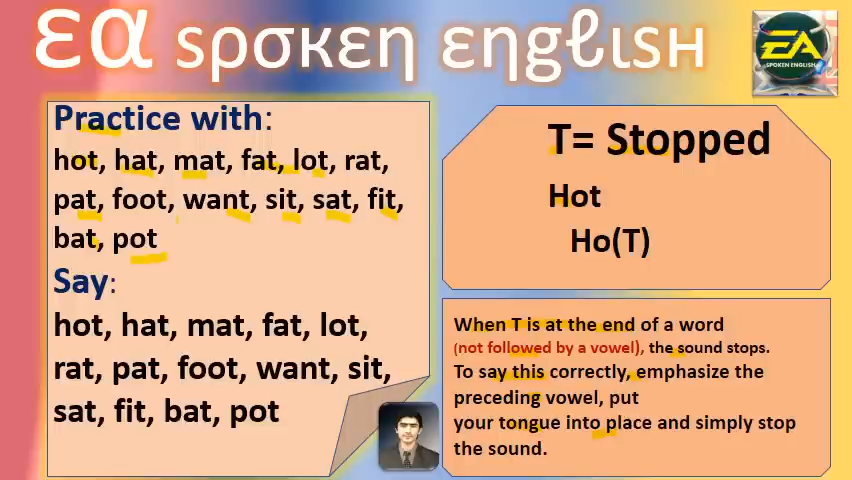 εα spσкεη εηgℓιsн
EA
SPOKEN ENGLISH
Practice with:
hot, hat, mat, fat, lot, rat,
pat, foot, want, sit, sat, fit,
bat, pot
Say:
hot, hat, mat, fat, lot,
rat, pat, foot, want, sit,
sat, fit, bat, pot
T= Stopped
Hot
Ho(T)
When T is at the end of a word
(not followed by a vowel), the sound stops.
To say this correctly, emphasize the
preceding vowel, put
your tongue into place and simply stop
the sound.